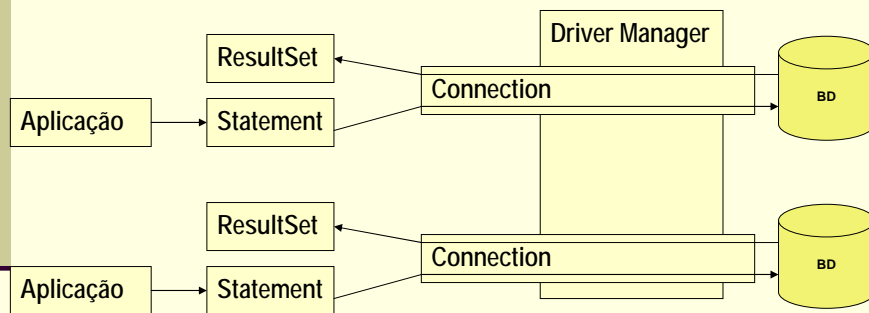 Driver Manager
ResultSet
Connection
BD
Aplicação
Statement
ResultSet
Connection
BD
Aplicação
Statement